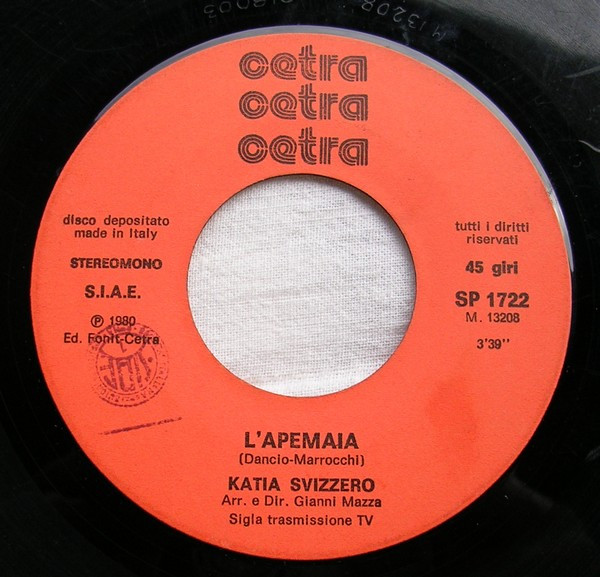 cetra
cetra
cetra
disco depositato
made in Italy
STEREOMONO
S.I.A.E.
℗ 1980
Ed. Fonit-Cetra
tutti i diritti
riservati
45 giri
SP 1722
M. 13208
3'39''
L'APEMAIA
(Dancio-Marrocchi)
KATIA SVIZZERO
Arr. e Dir. Gianni Mazza
Sigla trasmissione TV